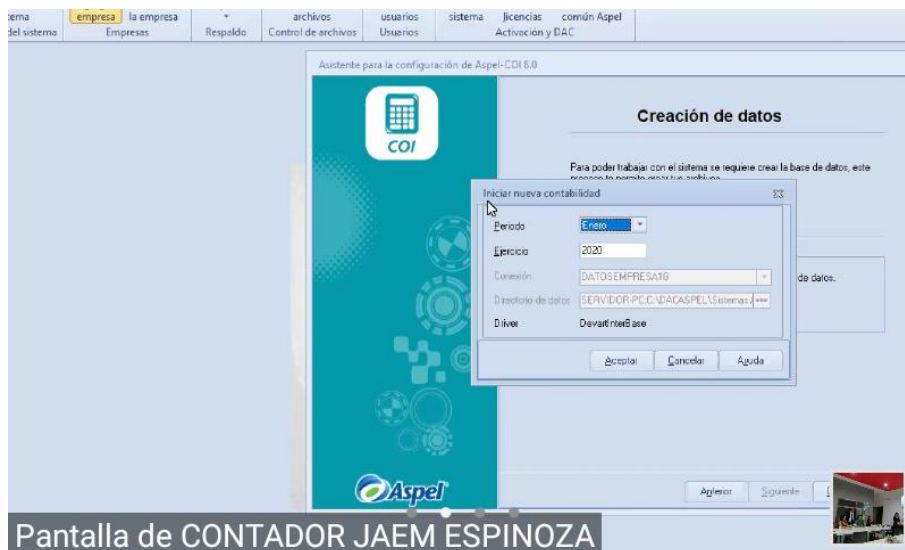 tema empresa la empresa archivos usuarios sistema licencias común Aspel
del sistema Empresas Respaldo Control de archivos Usuarios Activación y DAC
Asistente para la configuración de Aspel-COI 8.0
COI
Creación de datos
Para poder trabajar con el sistema se requiere crear la base de datos, este
Iniciar nueva contabilidad
Periodo Enero
Ejercicio 2020
Conexión DATOSEMPRESA10
de datos.
Directorio de datos SERVIDOR-PC:C:\DACASPEL\Sistemas
Driver DevartInterBase
Aceptar Cancelar Ayuda
Aspel
Anterior Siguiente
Pantalla de CONTADOR JAEM ESPINOZA